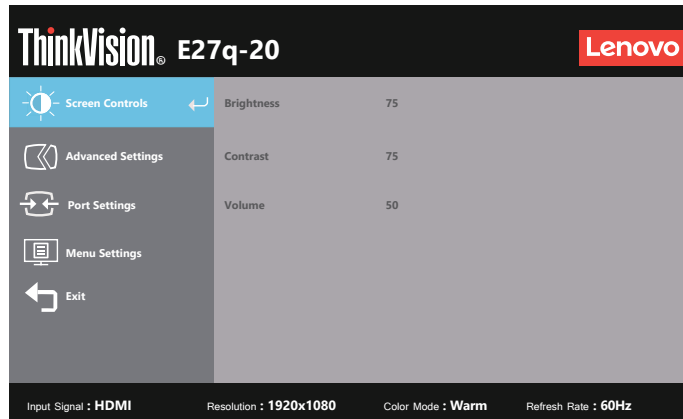 ThinkVision® E27q-20
Lenovo
Screen Controls
Brightness 75
Advanced Settings
Contrast 75
Port Settings
Volume 50
Menu Settings
Exit
Input Signal : HDMI Resolution : 1920x1080 Color Mode : Warm Refresh Rate : 60Hz